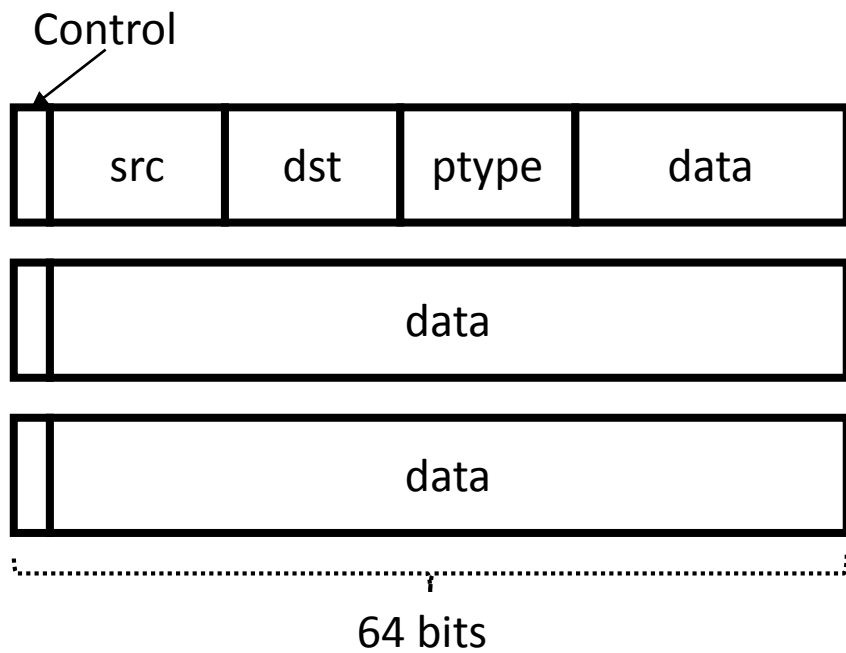 Control
src dst ptype data
data
data
64 bits